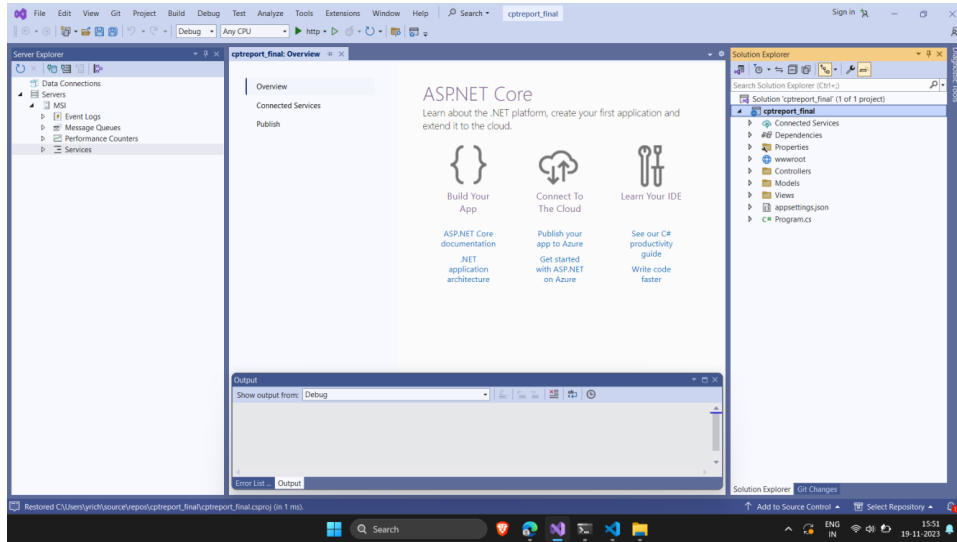 File Edit View Git Project Build Debug Test Analyze Tools Extensions Window Help Search cptreport_final Sign in
Debug Any CPU http
Server Explorer
Data Connections
Servers
MSI
Event Logs
Message Queues
Performance Counters
Services
cptreport_final: Overview
Overview
Connected Services
Publish
ASP.NET Core
Learn about the .NET platform, create your first application and
extend it to the cloud.
Build Your
App
Connect To
The Cloud
Learn Your IDE
ASP.NET Core
documentation
.NET
application
architecture
Publish your
app to Azure
Get started
with ASP.NET
on Azure
See our C#
productivity
guide
Write code
faster
Output
Show output from: Debug
Error List ... Output
Solution Explorer
Search Solution Explorer (Ctrl+;)
Solution 'cptreport_final' (1 of 1 project)
cptreport_final
Connected Services
Dependencies
Properties
wwwroot
Controllers
Models
Views
appsettings.json
C# Program.cs
Solution Explorer Git Changes
Diagnostic Tools
Restored C:\Users\yrich\source\repos\cptreport_final\cptreport_final.csproj (in 1 ms).
Add to Source Control Select Repository
Search
ENG
IN
15:51
19-11-2023